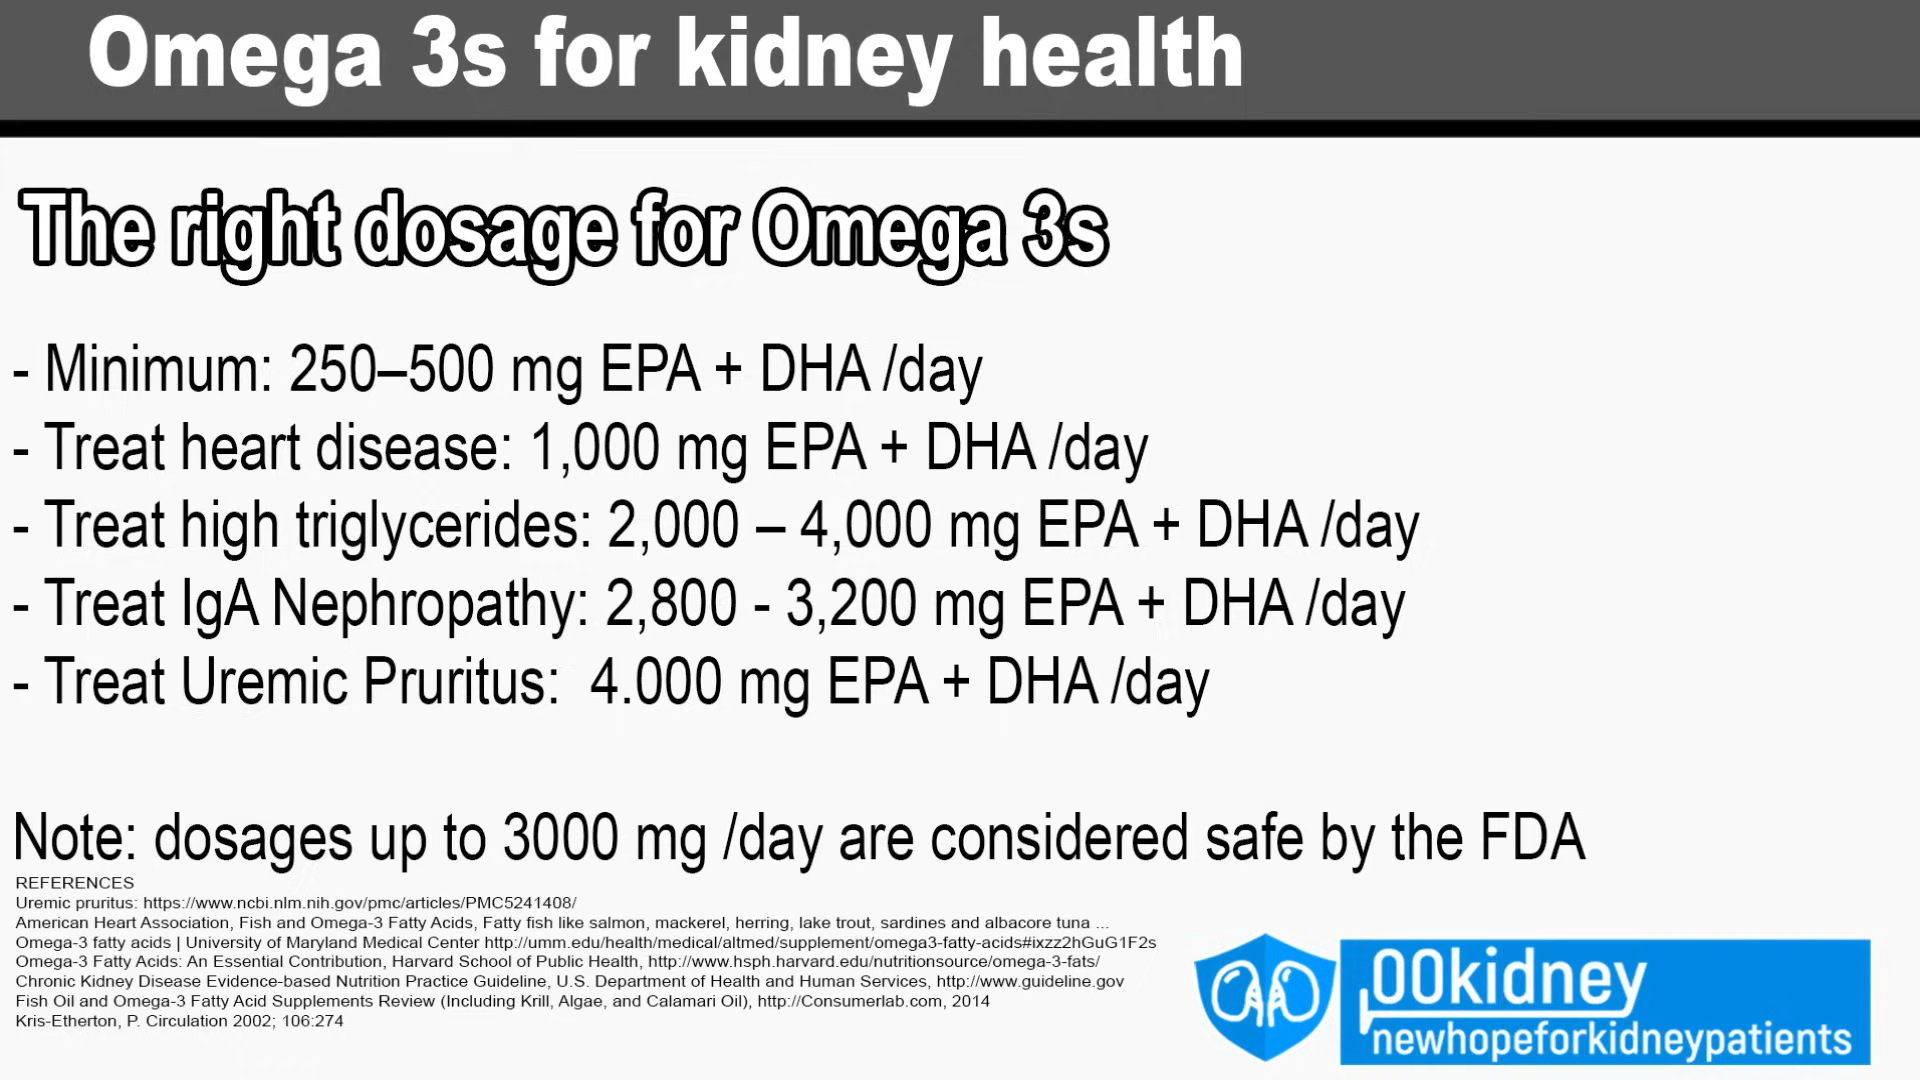 Omega 3s for kidney health
The right dosage for Omega 3s
- Minimum: 250–500 mg EPA + DHA /day
- Treat heart disease: 1,000 mg EPA + DHA /day
- Treat high triglycerides: 2,000 – 4,000 mg EPA + DHA /day
- Treat IgA Nephropathy: 2,800 - 3,200 mg EPA + DHA /day
- Treat Uremic Pruritus: 4.000 mg EPA + DHA /day
Note: dosages up to 3000 mg /day are considered safe by the FDA
REFERENCES
Uremic pruritus: https://www.ncbi.nlm.nih.gov/pmc/articles/PMC5241408/
American Heart Association, Fish and Omega-3 Fatty Acids, Fatty fish like salmon, mackerel, herring, lake trout, sardines and albacore tuna ...
Omega-3 fatty acids | University of Maryland Medical Center http://umm.edu/health/medical/altmed/supplement/omega3-fatty-acids#ixzz2hGuG1F2s
Omega-3 Fatty Acids: An Essential Contribution, Harvard School of Public Health, http://www.hsph.harvard.edu/nutritionsource/omega-3-fats/
Chronic Kidney Disease Evidence-based Nutrition Practice Guideline, U.S. Department of Health and Human Services, http://www.guideline.gov
Fish Oil and Omega-3 Fatty Acid Supplements Review (Including Krill, Algae, and Calamari Oil), http://Consumerlab.com, 2014
Kris-Etherton, P. Circulation 2002; 106:274
00kidney
newhopeforkidneypatients